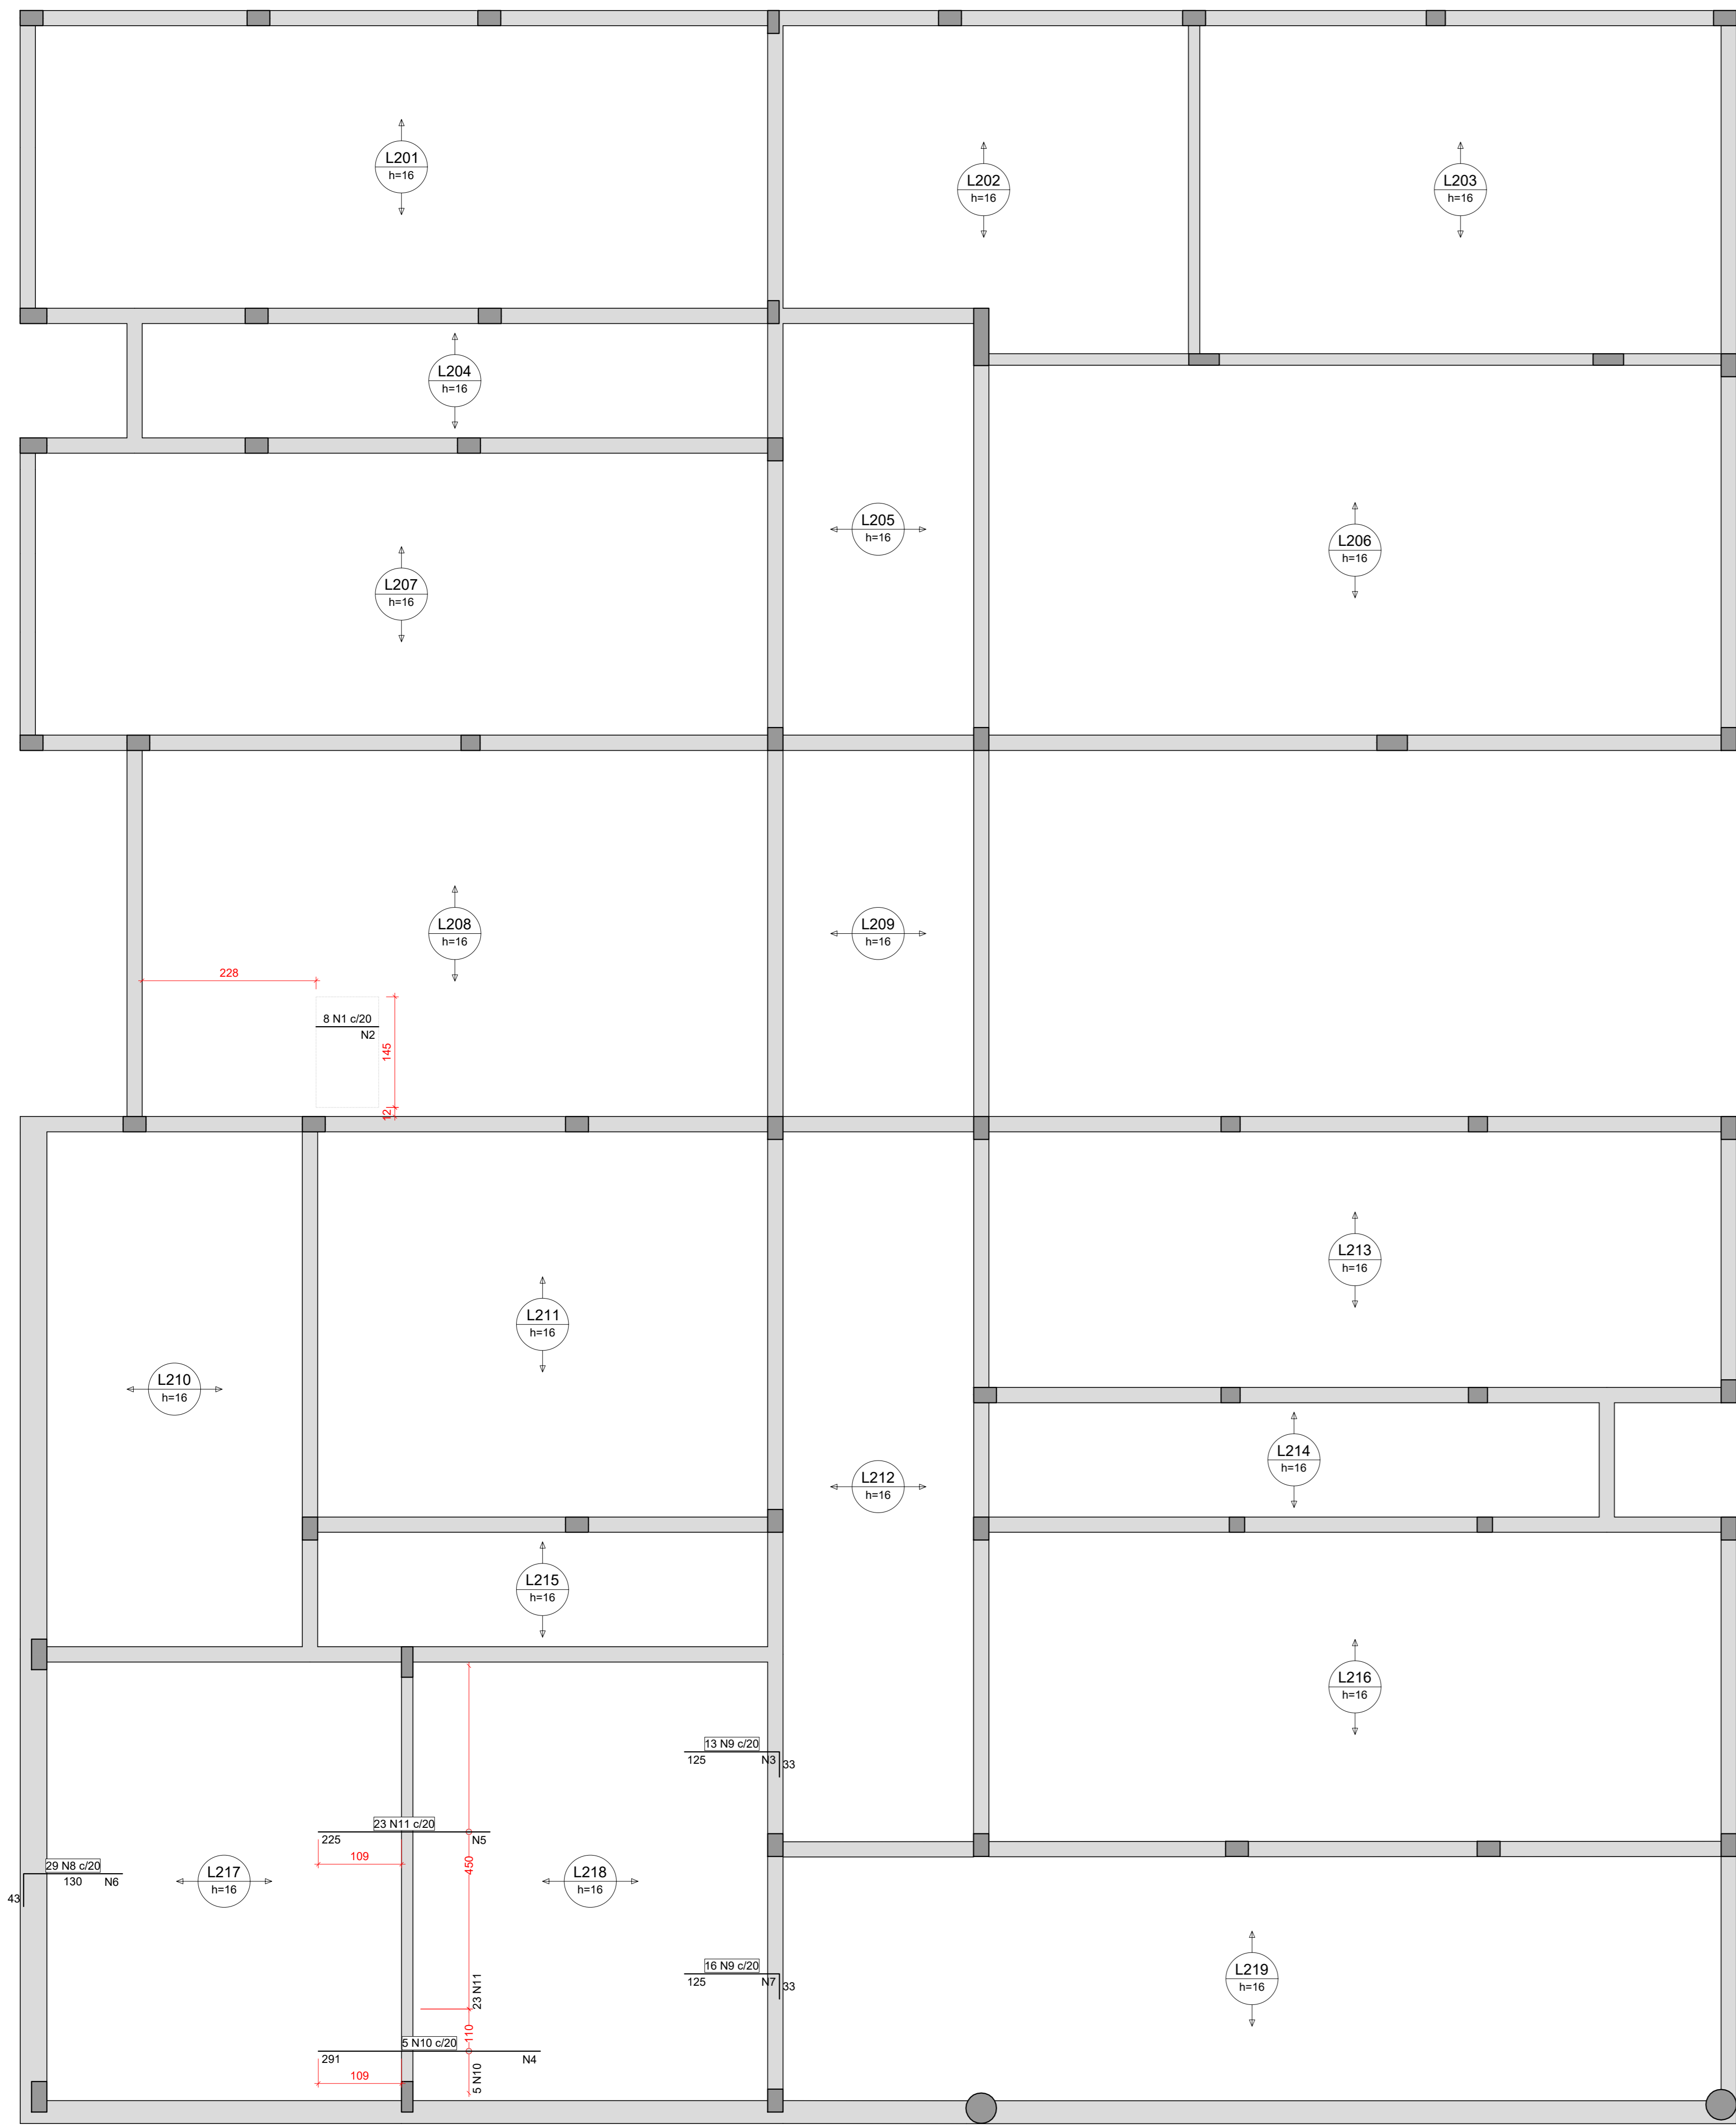 L201
h=16
L202
h=16
L203
h=16
L204
h=16
L205
h=16
L206
h=16
L207
h=16
L208
h=16
L209
h=16
228
8 N1 c/20
N2
145
12
L213
h=16
L211
h=16
L210
h=16
L214
h=16
L212
h=16
L215
h=16
L216
h=16
13 N9 c/20
125
N3
33
23 N11 c/20
225
N5
109
450
29 N8 c/20
130
N6
43
L217
h=16
L218
h=16
16 N9 c/20
125
N7
33
23 N11
L219
h=16
110
5 N10 c/20
291
N4
109
5 N10